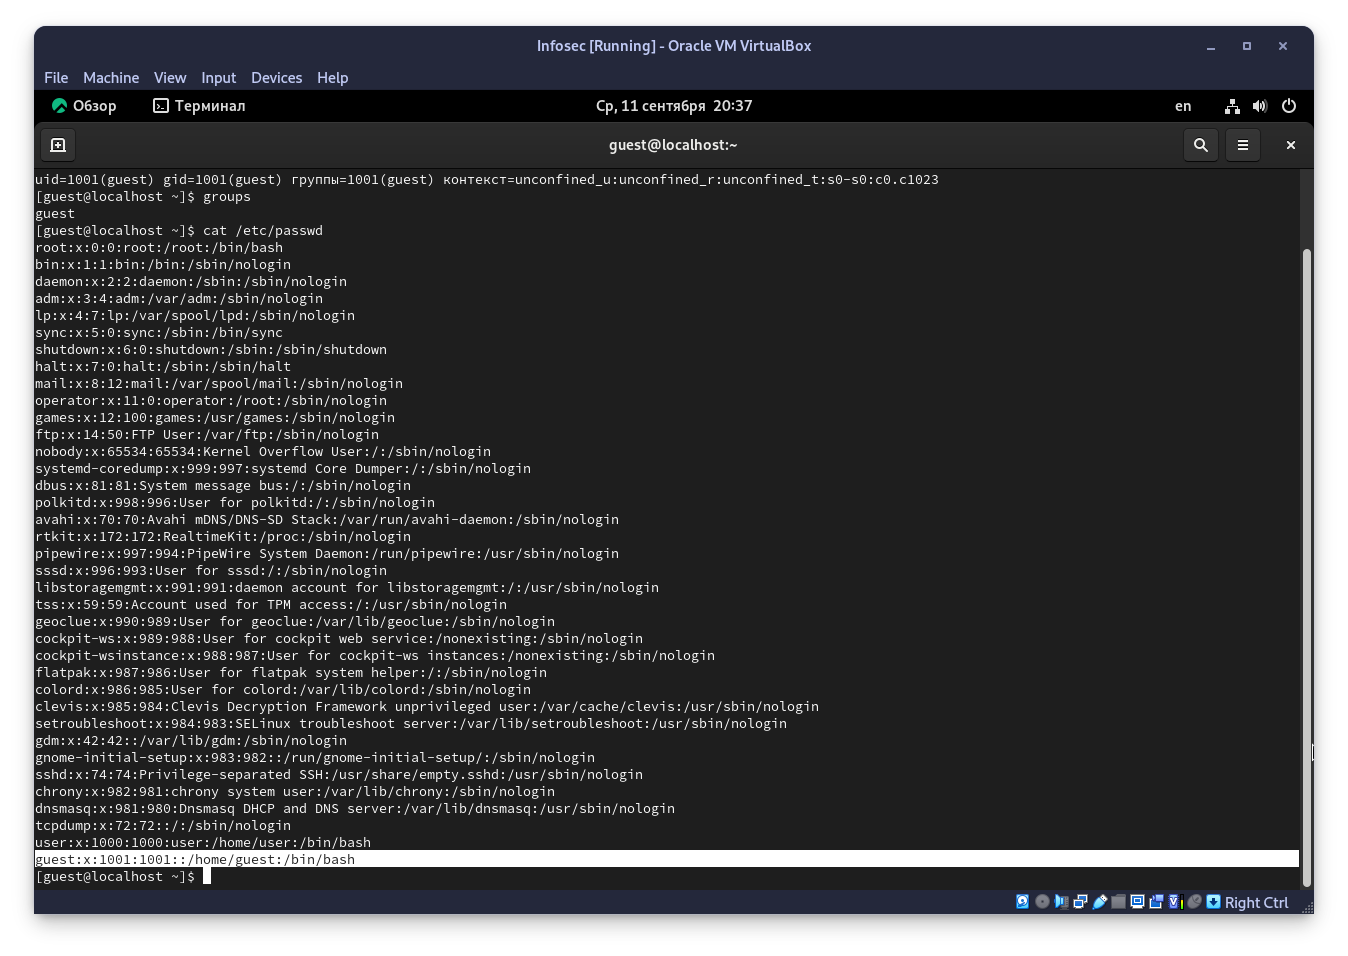 Infosec [Running] - Oracle VM VirtualBox
File Machine View Input Devices Help
Обзор Терминал Ср, 11 сентября 20:37 en
guest@localhost:~
uid=1001(guest) gid=1001(guest) группы=1001(guest) контекст=unconfined_u:unconfined_r:unconfined_t:s0-s0:c0.c1023
[guest@localhost ~]$ groups
guest
[guest@localhost ~]$ cat /etc/passwd
root:x:0:0:root:/root:/bin/bash
bin:x:1:1:bin:/bin:/sbin/nologin
daemon:x:2:2:daemon:/sbin:/sbin/nologin
adm:x:3:4:adm:/var/adm:/sbin/nologin
lp:x:4:7:lp:/var/spool/lpd:/sbin/nologin
sync:x:5:0:sync:/sbin:/bin/sync
shutdown:x:6:0:shutdown:/sbin:/sbin/shutdown
halt:x:7:0:halt:/sbin:/sbin/halt
mail:x:8:12:mail:/var/spool/mail:/sbin/nologin
operator:x:11:0:operator:/root:/sbin/nologin
games:x:12:100:games:/usr/games:/sbin/nologin
ftp:x:14:50:FTP User:/var/ftp:/sbin/nologin
nobody:x:65534:65534:Kernel Overflow User:/:/sbin/nologin
systemd-coredump:x:999:997:systemd Core Dumper:/:/sbin/nologin
dbus:x:81:81:System message bus:/:/sbin/nologin
polkitd:x:998:996:User for polkitd:/:/sbin/nologin
avahi:x:70:70:Avahi mDNS/DNS-SD Stack:/var/run/avahi-daemon:/sbin/nologin
rtkit:x:172:172:RealtimeKit:/proc:/sbin/nologin
pipewire:x:997:994:PipeWire System Daemon:/run/pipewire:/usr/sbin/nologin
sssd:x:996:993:User for sssd:/:/sbin/nologin
libstoragemgmt:x:991:991:daemon account for libstoragemgmt:/:/usr/sbin/nologin
tss:x:59:59:Account used for TPM access:/:/usr/sbin/nologin
geoclue:x:990:989:User for geoclue:/var/lib/geoclue:/sbin/nologin
cockpit-ws:x:989:988:User for cockpit web service:/nonexisting:/sbin/nologin
cockpit-wsinstance:x:988:987:User for cockpit-ws instances:/nonexisting:/sbin/nologin
flatpak:x:987:986:User for flatpak system helper:/:/sbin/nologin
colord:x:986:985:User for colord:/var/lib/colord:/sbin/nologin
clevis:x:985:984:Clevis Decryption Framework unprivileged user:/var/cache/clevis:/usr/sbin/nologin
setroubleshoot:x:984:983:SELinux troubleshoot server:/var/lib/setroubleshoot:/usr/sbin/nologin
gdm:x:42:42::/var/lib/gdm:/sbin/nologin
gnome-initial-setup:x:983:982::/run/gnome-initial-setup/:/sbin/nologin
sshd:x:74:74:Privilege-separated SSH:/usr/share/empty.sshd:/usr/sbin/nologin
chrony:x:982:981:chrony system user:/var/lib/chrony:/sbin/nologin
dnsmasq:x:981:980:Dnsmasq DHCP and DNS server:/var/lib/dnsmasq:/usr/sbin/nologin
tcpdump:x:72:72::/:/sbin/nologin
user:x:1000:1000:user:/home/user:/bin/bash
guest:x:1001:1001::/home/guest:/bin/bash
[guest@localhost ~]$
Right Ctrl